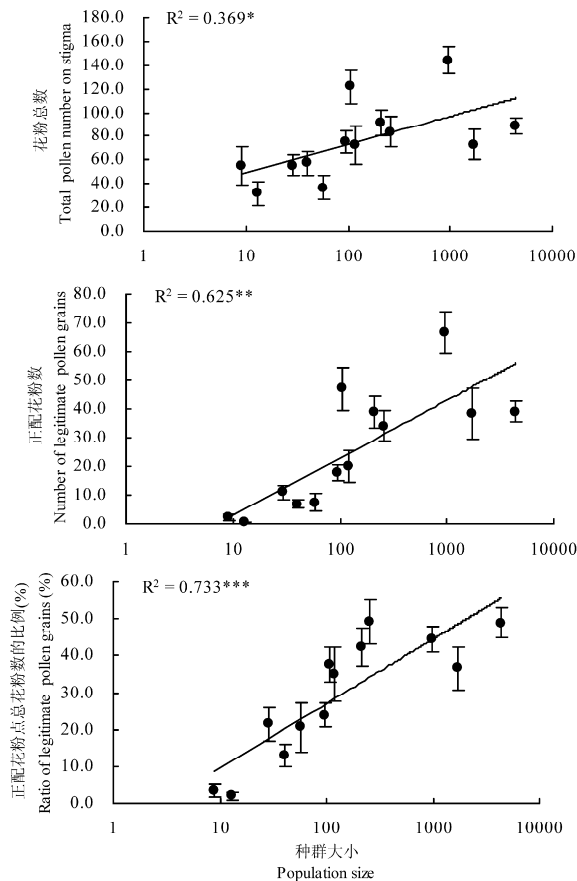 R² = 0.369*
花粉总数
Total pollen number on stigma
180.0
160.0
140.0
120.0
100.0
80.0
60.0
40.0
20.0
0.0
1 10 100 1000 10000
R² = 0.625**
正配花粉数
Number of legitimate pollen grains
80.0
70.0
60.0
50.0
40.0
30.0
20.0
10.0
0.0
1 10 100 1000 10000
R² = 0.733***
正配花粉点总花粉数的比例(%)
Ratio of legitimate pollen grains (%)
60.0
50.0
40.0
30.0
20.0
10.0
0.0
1 10 100 1000 10000
种群大小
Population size